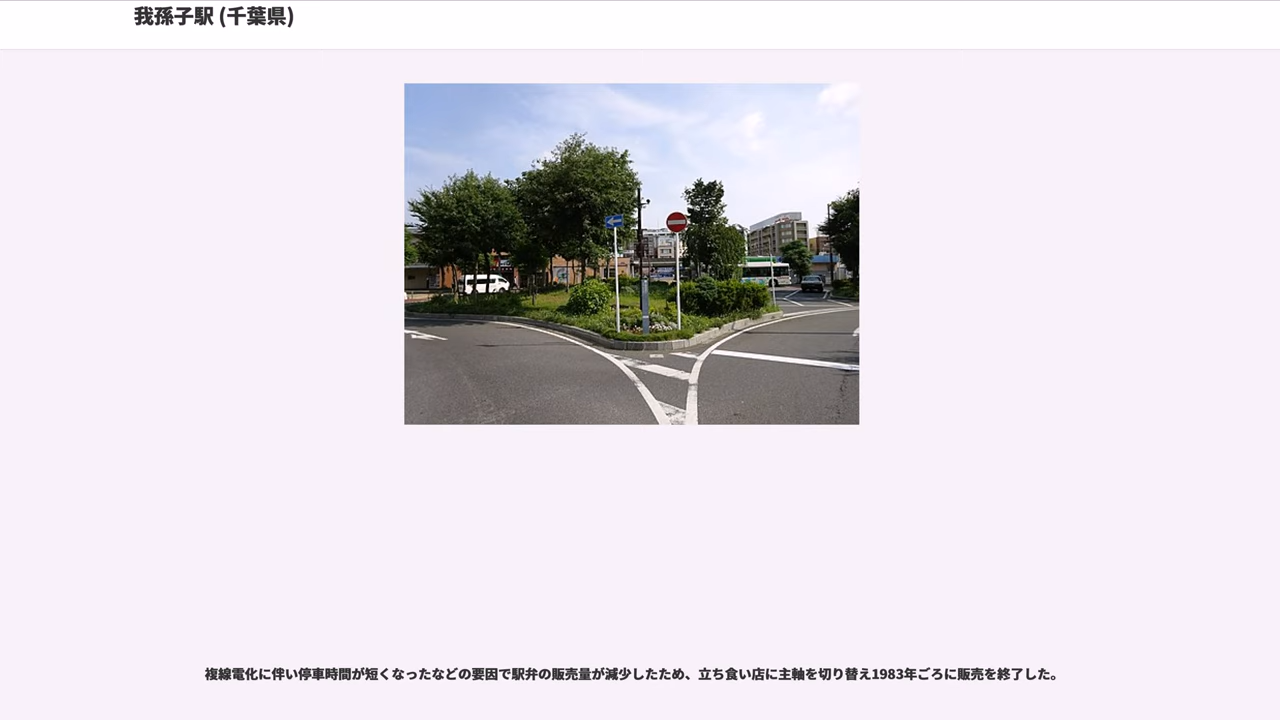 我孫子駅 (千葉県)
複線電化に伴い停車時間が短くなったなどの要因で駅弁の販売量が減少したため、立ち食い店に主軸を切り替え1983年ごろに販売を終了した。